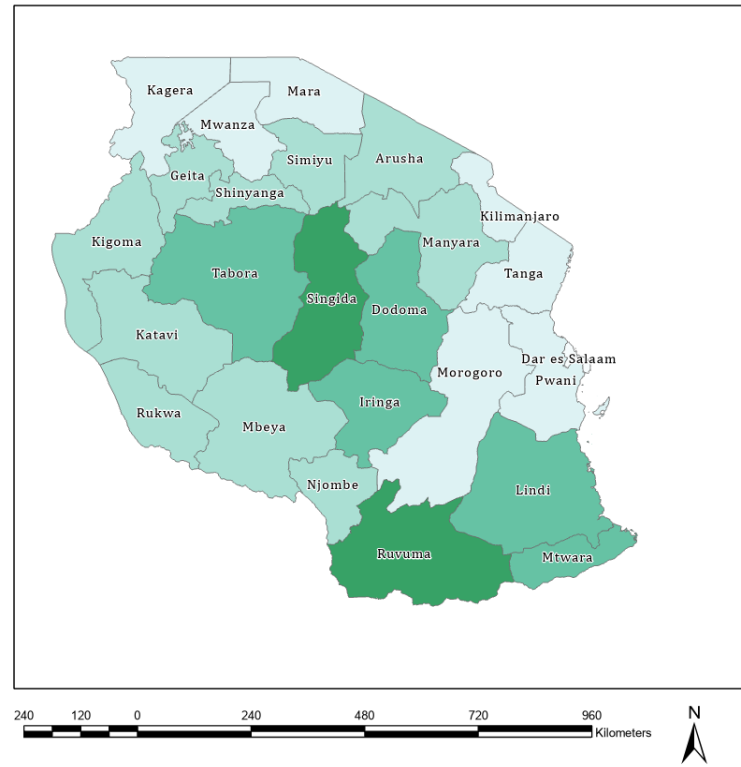 Kagera
Mara
Mwanza
Simiyu
Arusha
Geita
Shinyanga
Kilimanjaro
Kigoma
Manyara
Tabora
Tanga
Singida
Dodoma
Katavi
Dar es Salaam
Morogoro
Pwani
Rukwa
Iringa
Mbeya
Njombe
Lindi
Ruvuma
Mtwara
240 120 0 240 480 720 960
Kilometers
N